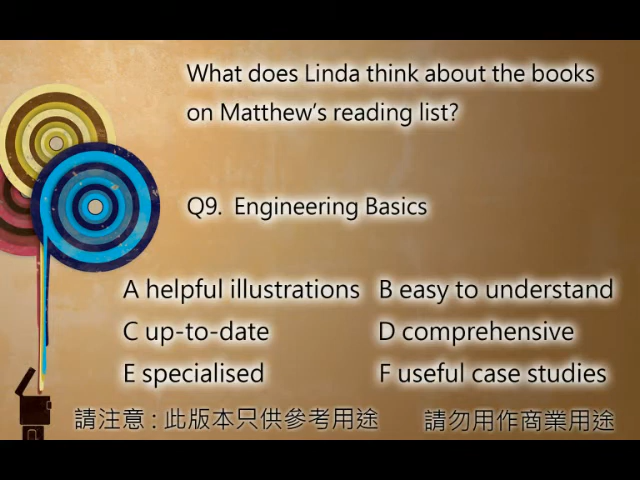 What does Linda think about the books
on Matthew's reading list?
Q9. Engineering Basics
A helpful illustrations B easy to understand
C up-to-date D comprehensive
E specialised F useful case studies
請注意 : 此版本只供參考用途 請勿用作商業用途